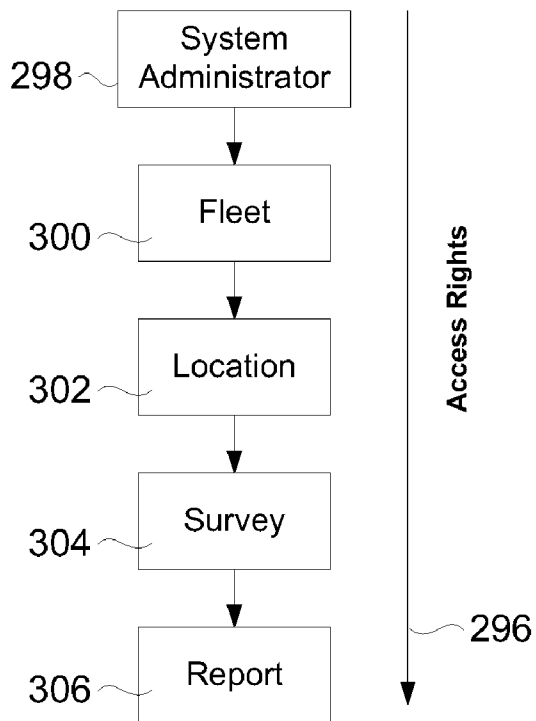 System
Administrator
298
Fleet
300
Location
302
Access Rights
Survey
304
296
Report
306